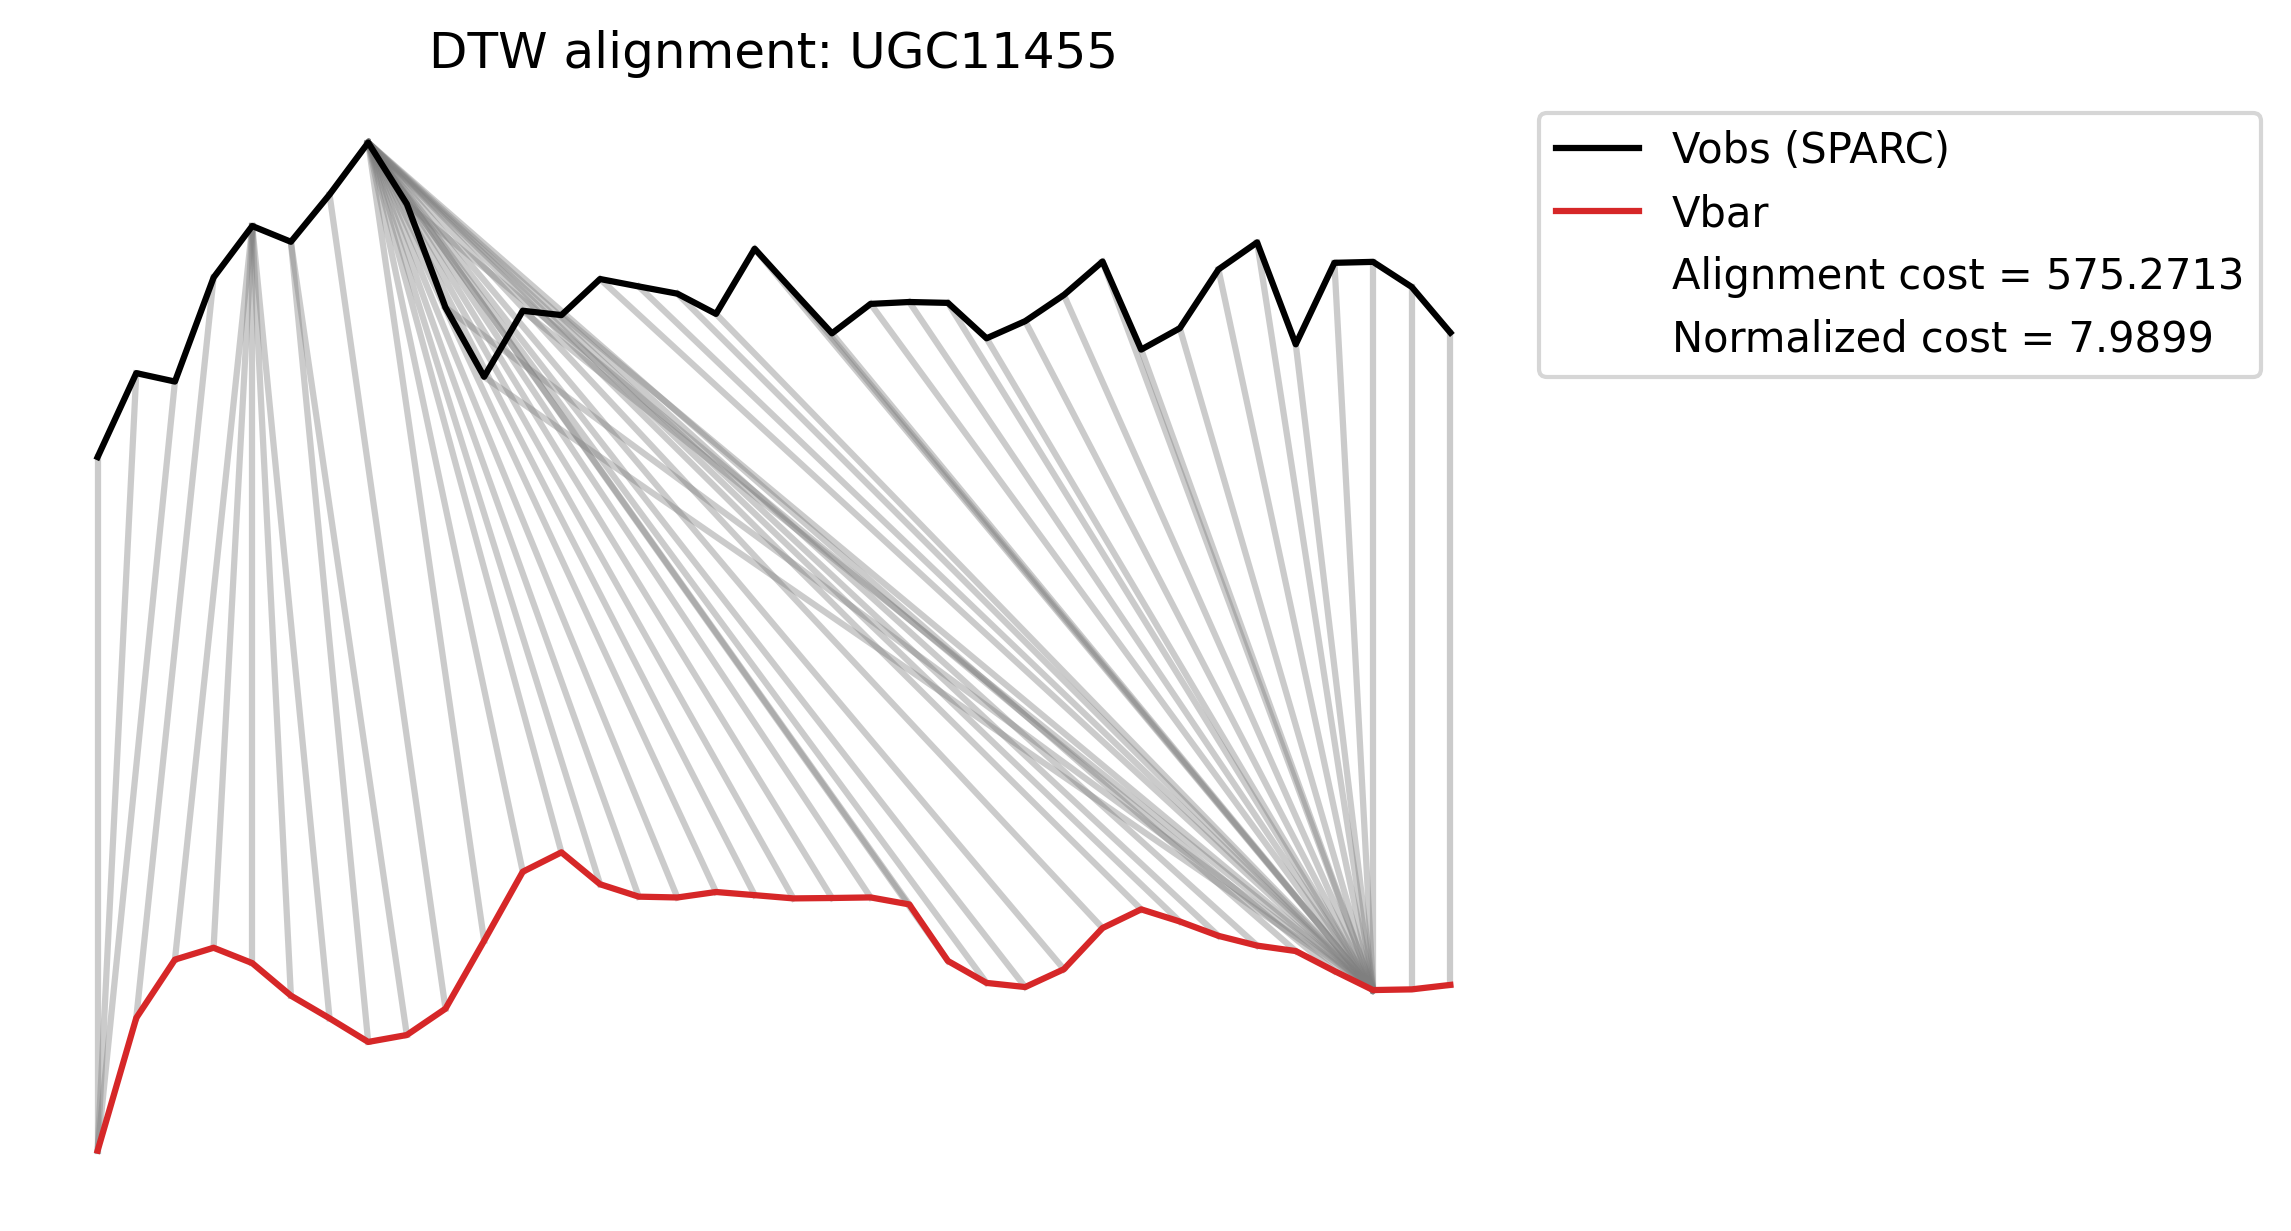 DTW alignment: UGC11455
Vobs (SPARC)
Vbar
Alignment cost = 575.2713
Normalized cost = 7.9899